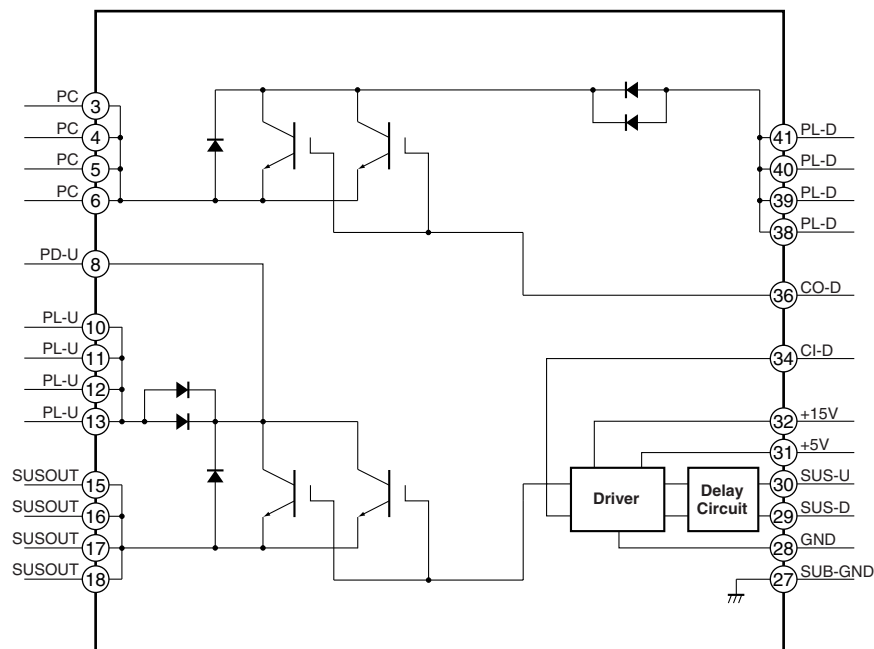 PC
3
PC
4
PC
5
PC
6
PD-U
8
PL-U
10
PL-U
11
PL-U
12
PL-U
13
SUSOUT
15
SUSOUT
16
SUSOUT
17
SUSOUT
18
41 PL-D
40 PL-D
39 PL-D
38 PL-D
36 CO-D
34 CI-D
32 +15V
31 +5V
30 SUS-U
29 SUS-D
28 GND
27 SUB-GND
Driver
Delay
Circuit